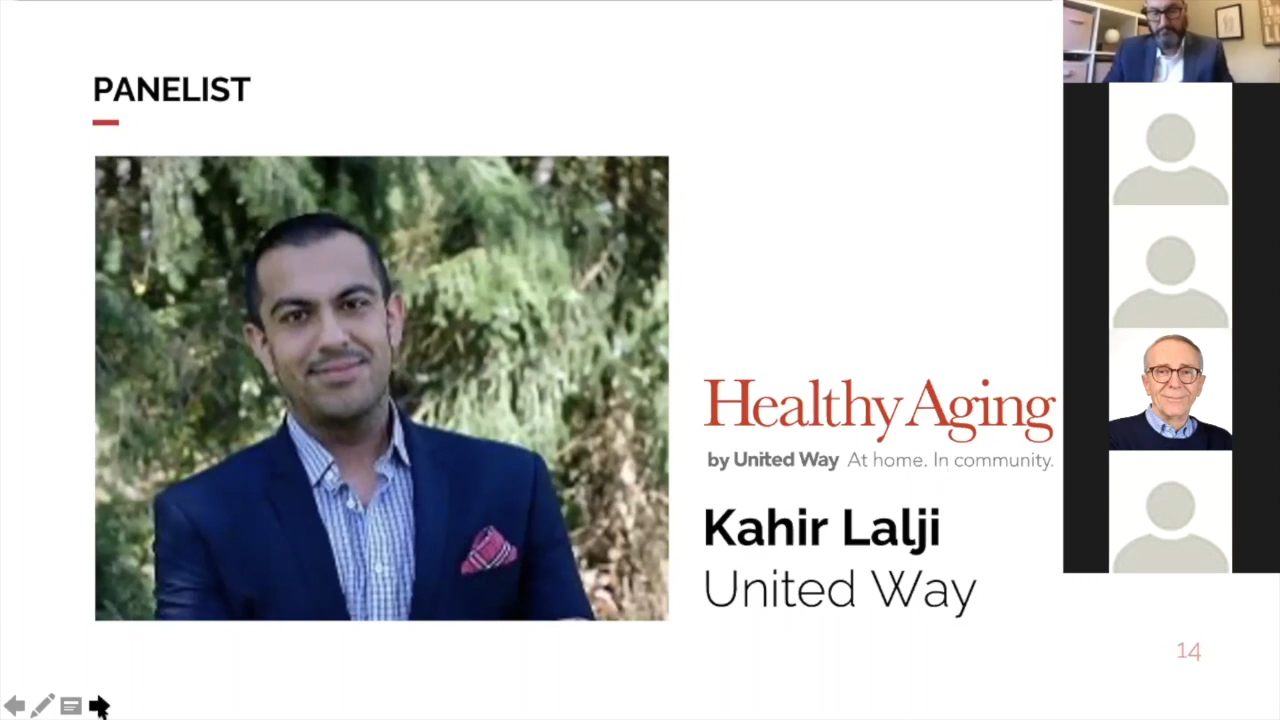 PANELIST
Healthy Aging
by United Way At home. In community.
Kahir Lalji
United Way
14